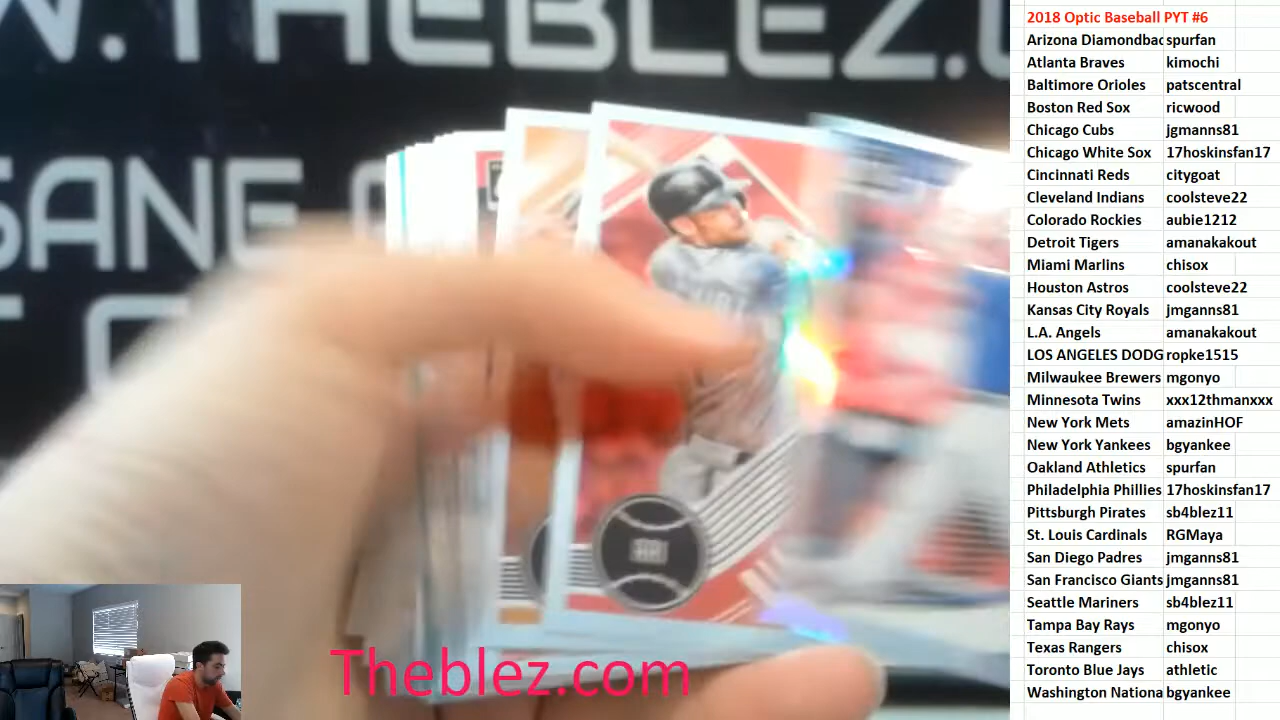 W.THEBLEZ.C
SANE
Theblez.com
2018 Optic Baseball PYT #6
Arizona Diamondbac spurfan
Atlanta Braves kimochi
Baltimore Orioles patscentral
Boston Red Sox ricwood
Chicago Cubs jgmanns81
Chicago White Sox 17hoskinsfan17
Cincinnati Reds citygoat
Cleveland Indians coolsteve22
Colorado Rockies aubie1212
Detroit Tigers amanakakout
Miami Marlins chisox
Houston Astros coolsteve22
Kansas City Royals jmganns81
L.A. Angels amanakakout
LOS ANGELES DODG ropke1515
Milwaukee Brewers mgonyo
Minnesota Twins xxx12thmanxxx
New York Mets amazinHOF
New York Yankees bgyankee
Oakland Athletics spurfan
Philadelphia Phillies 17hoskinsfan17
Pittsburgh Pirates sb4blez11
St. Louis Cardinals RGMaya
San Diego Padres jmganns81
San Francisco Giants jmganns81
Seattle Mariners sb4blez11
Tampa Bay Rays mgonyo
Texas Rangers chisox
Toronto Blue Jays athletic
Washington Nationa bgyankee